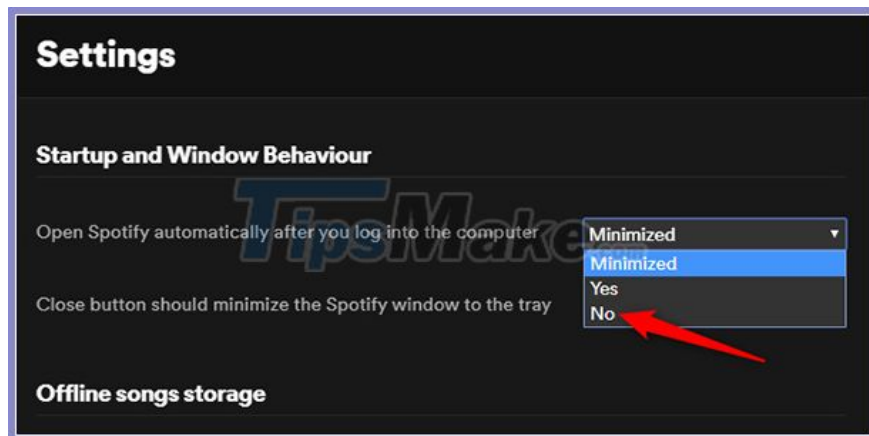 Settings
Startup and Window Behaviour
TipsMake.com
Open Spotify automatically after you log into the computer Minimized
Minimized
Yes
Close button should minimize the Spotify window to the tray
No
Offline songs storage